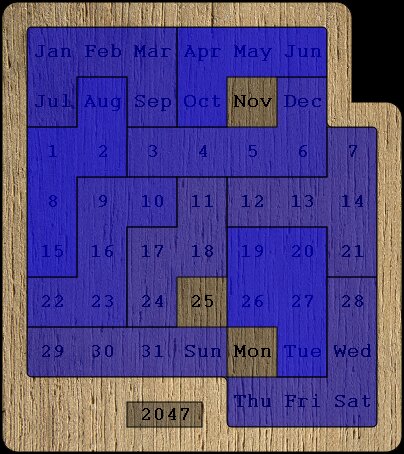 Jan Feb Mar Apr May Jun
Jul Aug Sep Oct Nov Dec
1 2 3 4 5 6 7
8 9 10 11 12 13 14
15 16 17 18 19 20 21
22 23 24 25 26 27 28
29 30 31 Sun Mon Tue Wed
Thu Fri Sat
2047